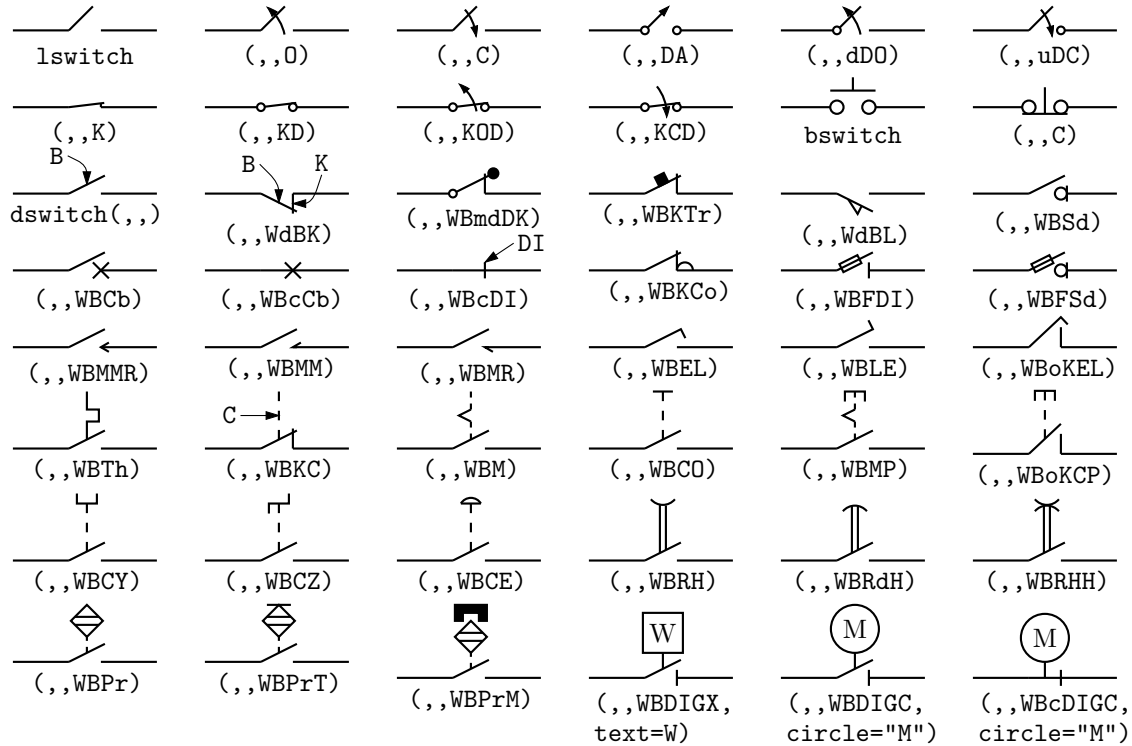 lswitch (,,O) (,,C) (,,DA) (,,dDO) (,,uDC)
(,,K) (,,KD) (,,KOD) (,,KCD) bswitch (,,C)
B B K
dswitch(,,) (,,WdBK) (,,WBmdDK) (,,WBKTr) (,,WdBL) (,,WBSd)
DI
(,,WBCb) (,,WBcCb) (,,WBcDI) (,,WBKCo) (,,WBFDI) (,,WBFSd)
(,,WBMMR) (,,WBMM) (,,WBMR) (,,WBEL) (,,WBLE) (,,WBoKEL)
C
(,,WBTh) (,,WBKC) (,,WBM) (,,WBCO) (,,WBMP) (,,WBoKCP)
(,,WBCY) (,,WBCZ) (,,WBCE) (,,WBRH) (,,WBRdH) (,,WBRHH)
W M M
(,,WBPr) (,,WBPrT) (,,WBPrM) (,,WBDIGX, (,,WBDIGC, (,,WBcDIGC,
text=W) circle="M") circle="M")